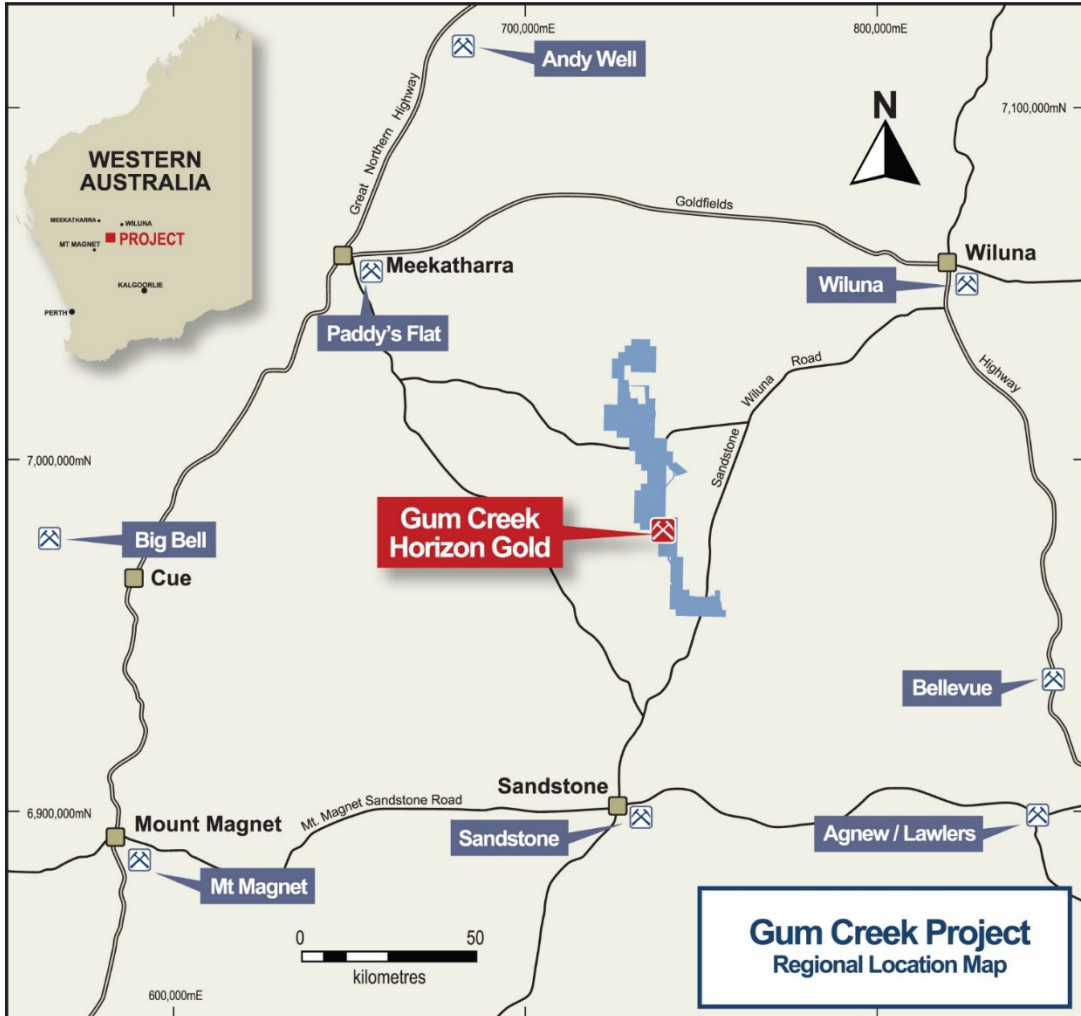 700,000mE
800,000mE
Andy Well
7,100,000mN
N
Great Northern Highway
WESTERN
AUSTRALIA
MEEKATHARRA
WILUNA
PROJECT
MT MAGNET
KALGOORLIE
PERTH
Goldfields
Meekatharra
Wiluna
Wiluna
Paddy's Flat
Sandstone Wiluna Road
Highway
7,000,000mN
Gum Creek
Horizon Gold
Big Bell
Cue
Bellevue
Sandstone
6,900,000mN
Mt. Magnet Sandstone Road
Mount Magnet
Sandstone
Agnew / Lawlers
Mt Magnet
0 50
kilometres
Gum Creek Project
Regional Location Map
600,000mE